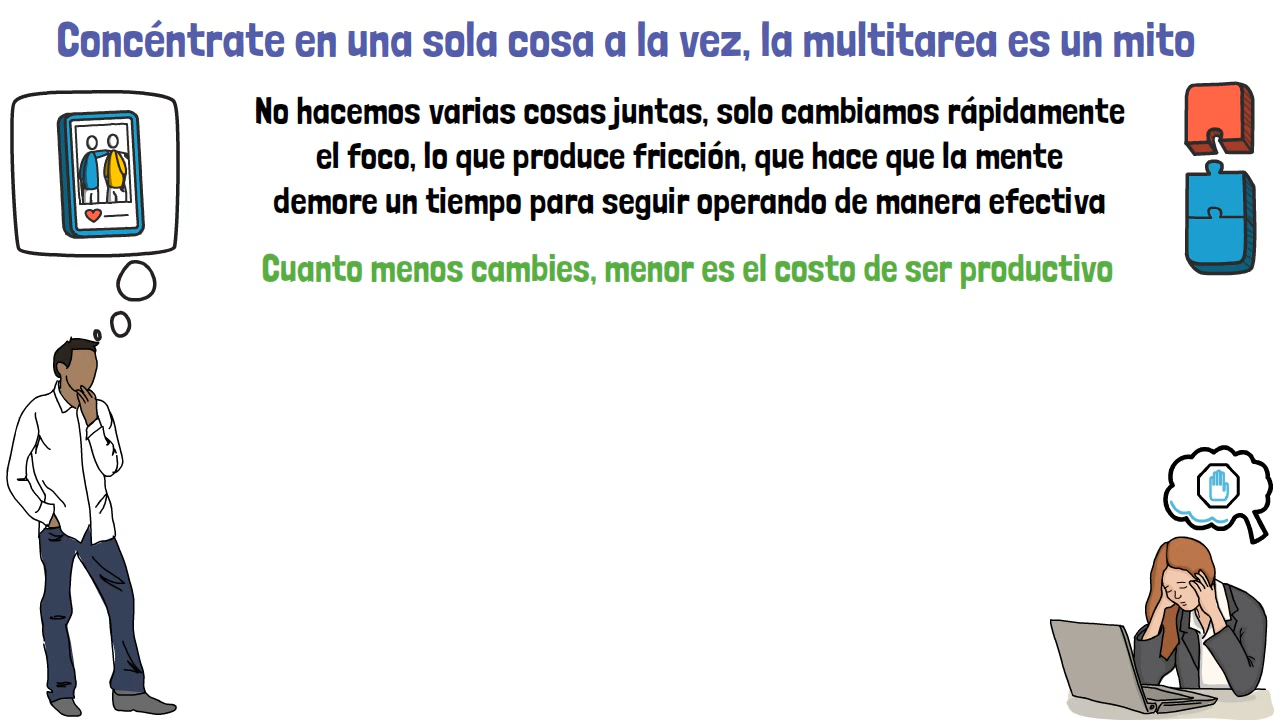 Concéntrate en una sola cosa a la vez, la multitarea es un mito
No hacemos varias cosas juntas, solo cambiamos rápidamente
el foco, lo que produce fricción, que hace que la mente
demore un tiempo para seguir operando de manera efectiva
Cuanto menos cambies, menor es el costo de ser productivo